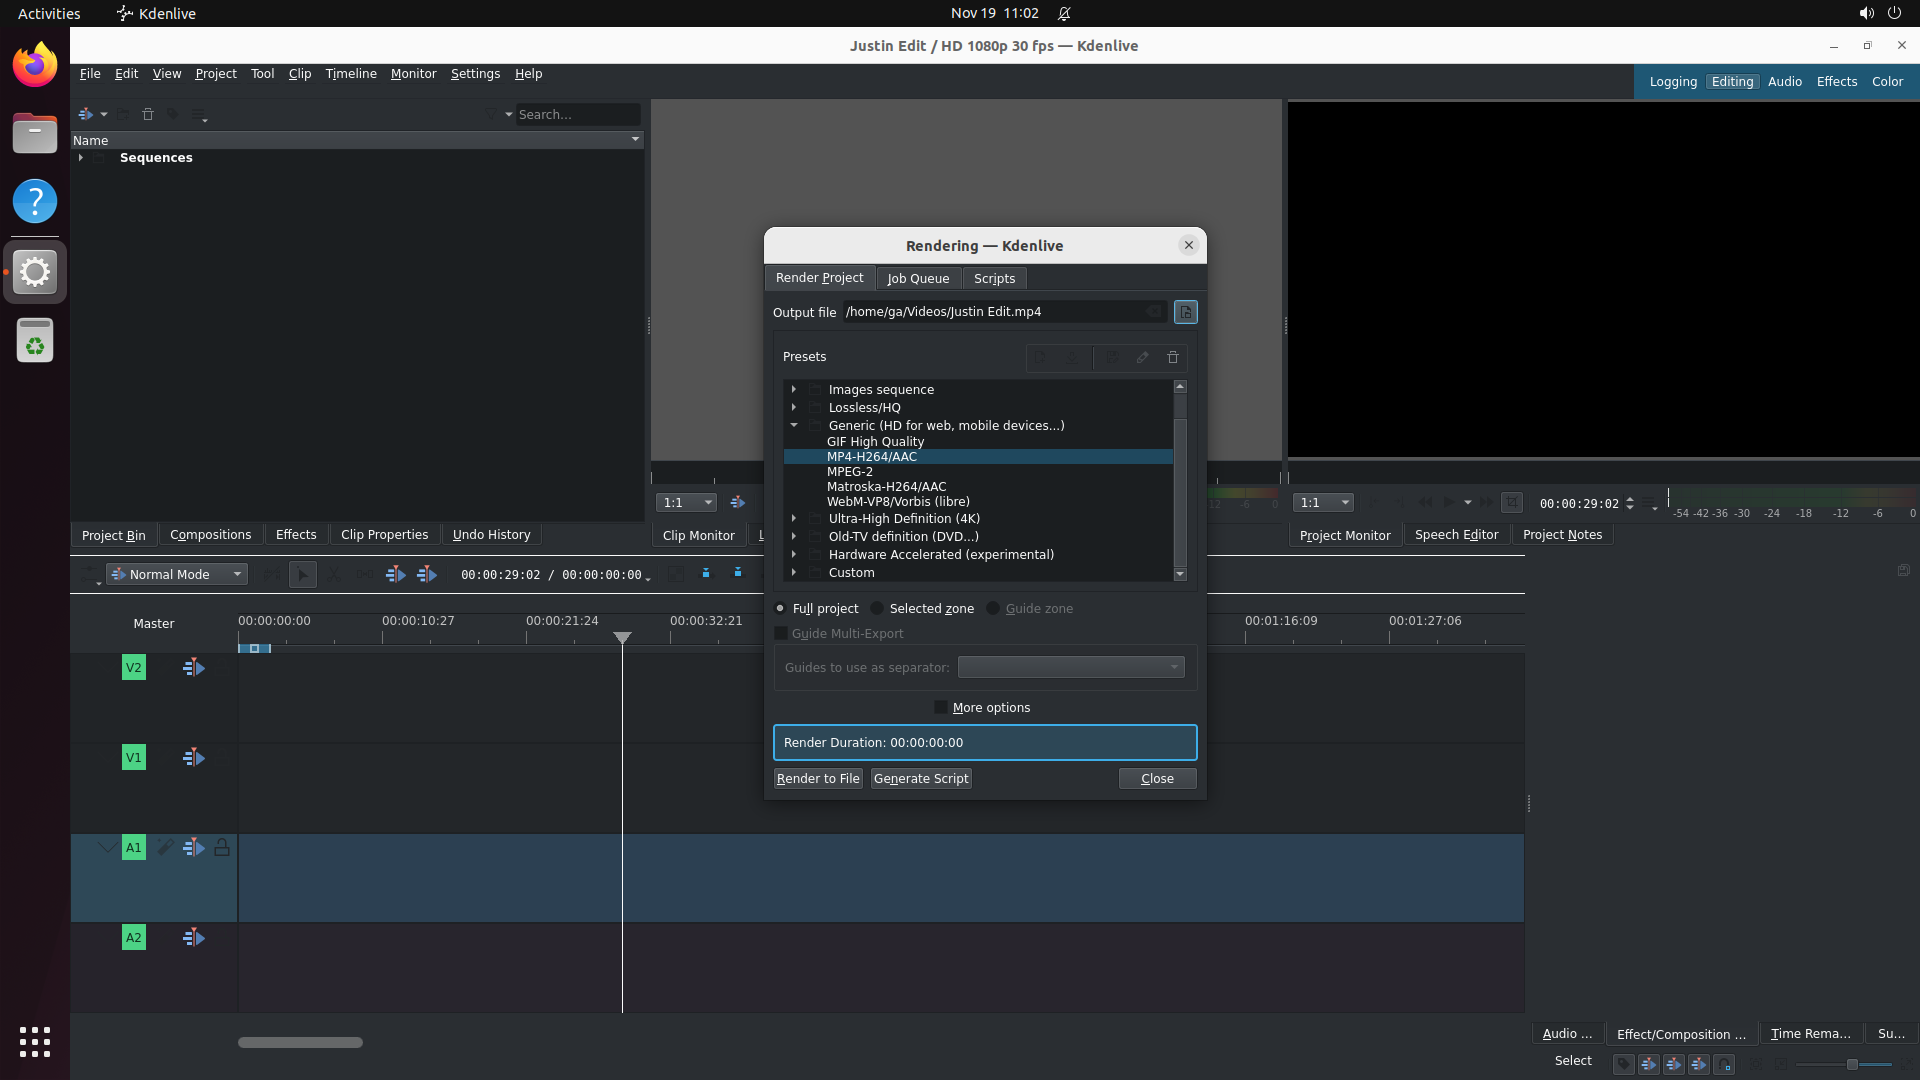 Activities
Kdenlive
Nov 19 11:02
Justin Edit / HD 1080p 30 fps — Kdenlive
File Edit View Project Tool Clip Timeline Monitor Settings Help
Logging Editing Audio Effects Color
Search...
Name
Sequences
Rendering — Kdenlive
Render Project Job Queue Scripts
Output file /home/ga/Videos/Justin Edit.mp4
Presets
Images sequence
Lossless/HQ
Generic (HD for web, mobile devices...)
GIF High Quality
MP4-H264/AAC
MPEG-2
Matroska-H264/AAC
WebM-VP8/Vorbis (libre)
Ultra-High Definition (4K)
Old-TV definition (DVD...)
Hardware Accelerated (experimental)
Custom
Full project Selected zone Guide zone
Guide Multi-Export
Guides to use as separator:
More options
Render Duration: 00:00:00:00
Render to File Generate Script Close
1:1
-12 -6 0
1:1
00:00:29:02
-54 -42 -36 -30 -24 -18 -12 -6 0
Project Bin Compositions Effects Clip Properties Undo History
Clip Monitor
Project Monitor Speech Editor Project Notes
Normal Mode
00:00:29:02 / 00:00:00:00
Master
00:00:00:00 00:00:10:27 00:00:21:24 00:00:32:21 00:01:16:09 00:01:27:06
V2
V1
A1
A2
Audio ... Effect/Composition ... Time Rema... Su...
Select